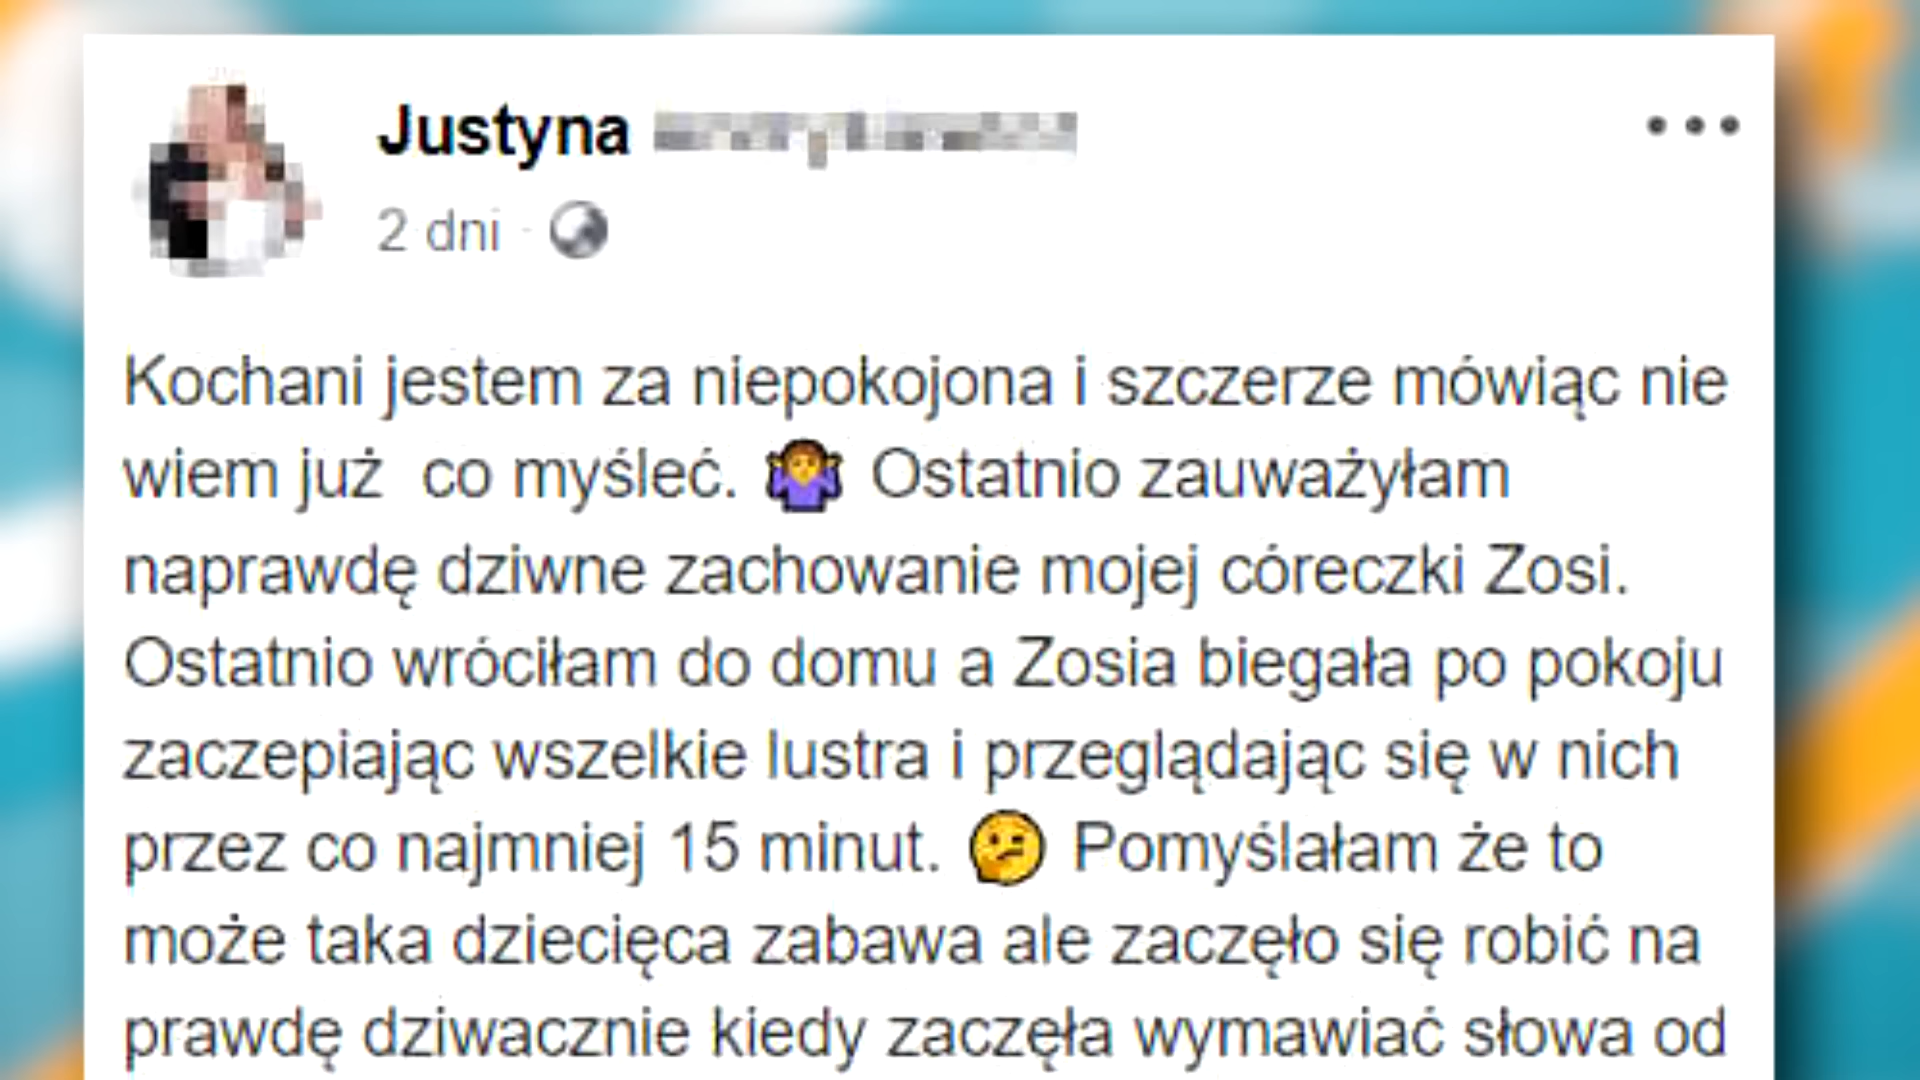 Justyna
2 dni ·
Kochani jestem za niepokojona i szczerze mówiąc nie
wiem już  co myśleć. 🤷‍♀️ Ostatnio zauważyłam
naprawdę dziwne zachowanie mojej córeczki Zosi.
Ostatnio wróciłam do domu a Zosia biegała po pokoju
zaczepiając wszelkie lustra i przeglądając się w nich
przez co najmniej 15 minut. 🤔 Pomyślałam że to
może taka dziecięca zabawa ale zaczęło się robić na
prawdę dziwacznie kiedy zaczęła wymawiać słowa od